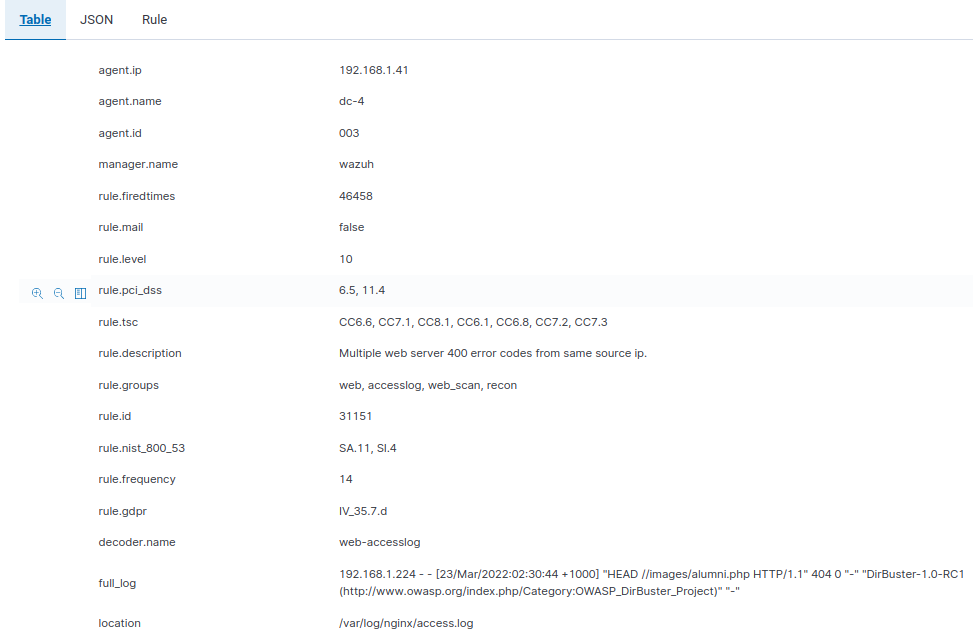 Table JSON Rule
agent.ip 192.168.1.41
agent.name dc-4
agent.id 003
manager.name wazuh
rule.firedtimes 46458
rule.mail false
rule.level 10
rule.pci_dss 6.5, 11.4
rule.tsc CC6.6, CC7.1, CC8.1, CC6.1, CC6.8, CC7.2, CC7.3
rule.description Multiple web server 400 error codes from same source ip.
rule.groups web, accesslog, web_scan, recon
rule.id 31151
rule.nist_800_53 SA.11, SI.4
rule.frequency 14
rule.gdpr IV_35.7.d
decoder.name web-accesslog
full_log 192.168.1.224 - - [23/Mar/2022:02:30:44 +1000] "HEAD //images/alumni.php HTTP/1.1" 404 0 "-" "DirBuster-1.0-RC1
(http://www.owasp.org/index.php/Category:OWASP_DirBuster_Project)" "-"
location /var/log/nginx/access.log